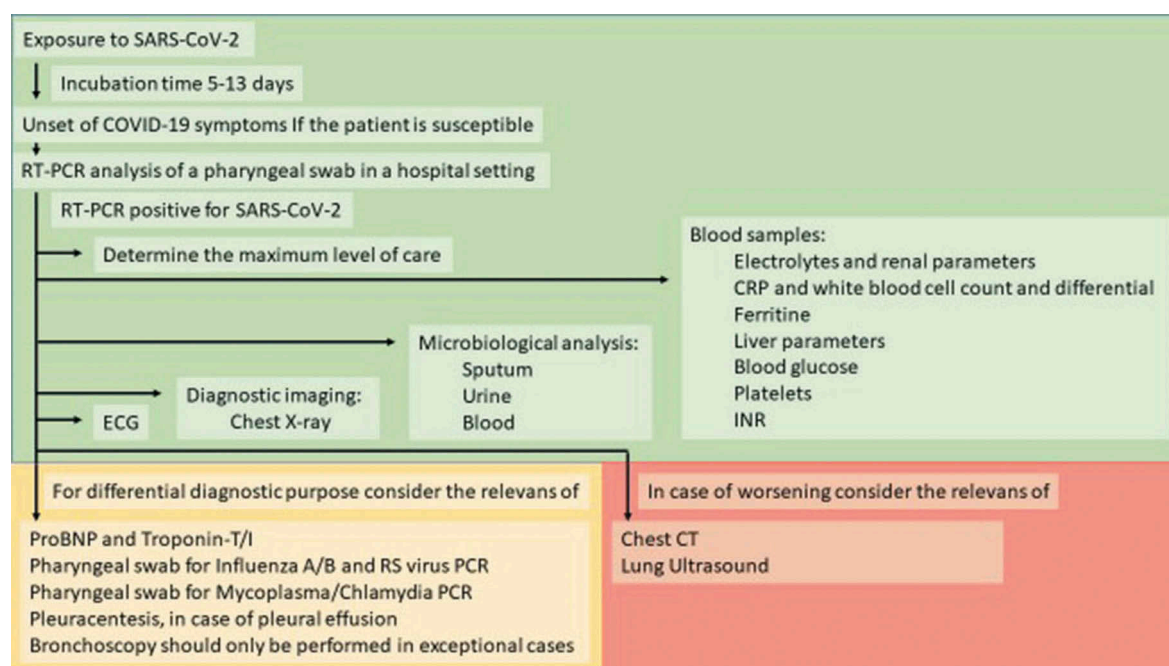 Exposure to SARS-CoV-2
Incubation time 5-13 days
Unset of COVID-19 symptoms If the patient is susceptible
RT-PCR analysis of a pharyngeal swab in a hospital setting
RT-PCR positive for SARS-CoV-2
Determine the maximum level of care
Blood samples:
Electrolytes and renal parameters
CRP and white blood cell count and differential
Ferritine
Liver parameters
Blood glucose
Platelets
INR
Microbiological analysis:
Sputum
Urine
Blood
Diagnostic imaging:
Chest X-ray
ECG
For differential diagnostic purpose consider the relevans of
ProBNP and Troponin-T/I
Pharyngeal swab for Influenza A/B and RS virus PCR
Pharyngeal swab for Mycoplasma/Chlamydia PCR
Pleuracentesis, in case of pleural effusion
Bronchoscopy should only be performed in exceptional cases
In case of worsening consider the relevans of
Chest CT
Lung Ultrasound